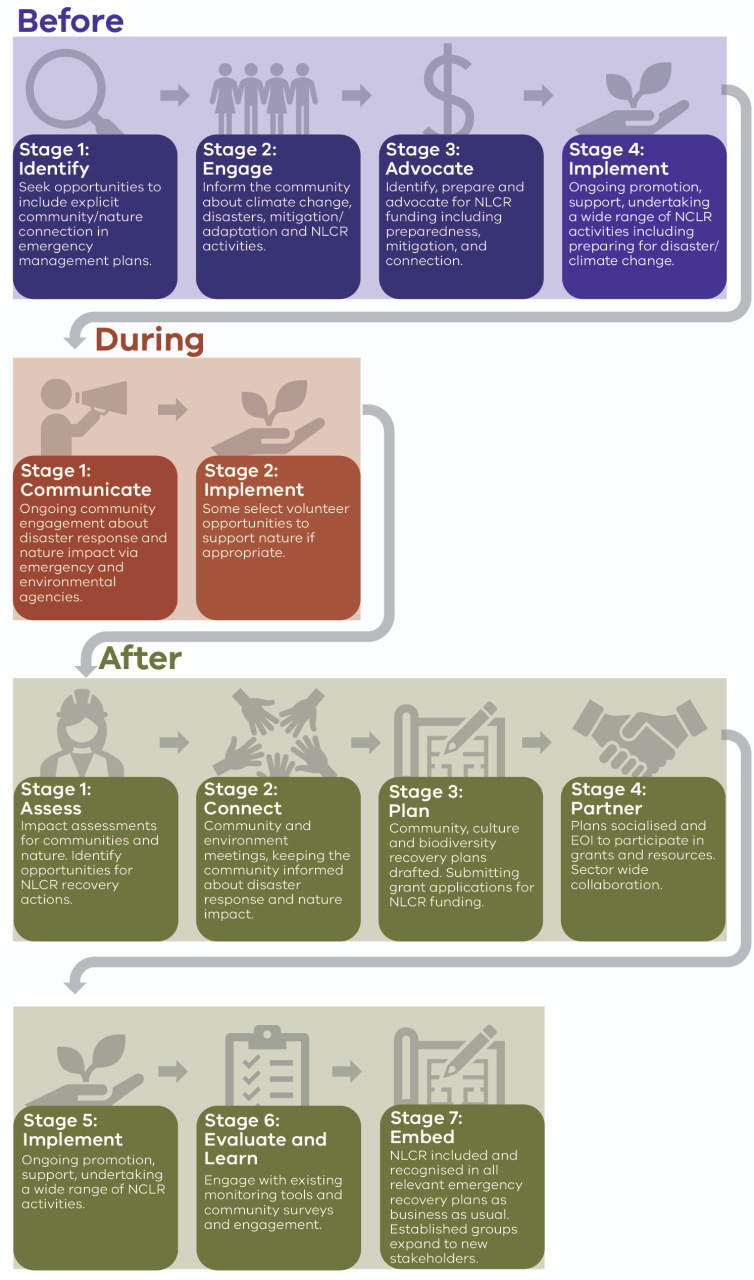 Before
Stage 1:
Identify
Seek opportunities to
include explicit
community/nature
connection in
emergency
management plans.
Stage 2:
Engage
Inform the community
about climate change,
disasters, mitigation/
adaptation and NLCR
activities.
Stage 3:
Advocate
Identify, prepare and
advocate for NLCR
funding including
preparedness,
mitigation, and
connection.
Stage 4:
Implement
Ongoing promotion,
support, undertaking
a wide range of NCLR
activities including
preparing for disaster/
climate change.
During
Stage 1:
Communicate
Ongoing community
engagement about
disaster response and
nature impact via
emergency and
environmental
agencies.
Stage 2:
Implement
Some select volunteer
opportunities to
support nature if
appropriate.
After
Stage 1:
Assess
Impact assessments
for communities and
nature. Identify
opportunities for
NLCR recovery
actions.
Stage 2:
Connect
Community and
environment
meetings, keeping the
community informed
about disaster
response and nature
impact.
Stage 3:
Plan
Community, culture
and biodiversity
recovery plans
drafted. Submitting
grant applications for
NLCR funding.
Stage 4:
Partner
Plans socialised and
EOI to participate in
grants and resources.
Sector wide
collaboration.
Stage 5:
Implement
Ongoing promotion,
support, undertaking
a wide range of NCLR
activities.
Stage 6:
Evaluate and
Learn
Engage with existing
monitoring tools and
community surveys
and engagement.
Stage 7:
Embed
NLCR included and
recognised in all
relevant emergency
recovery plans as
business as usual.
Established groups
expand to new
stakeholders.